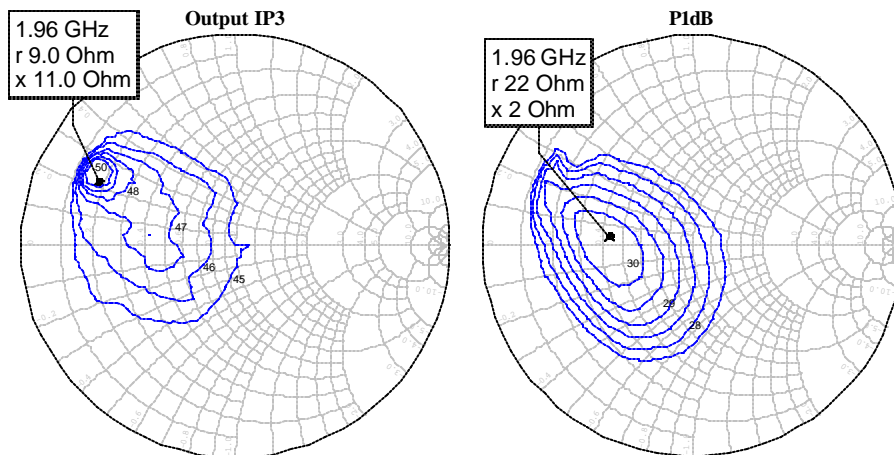 Output IP3
1.96 GHz
r 9.0 Ohm
x 11.0 Ohm
50
48
47
46
45
P1dB
1.96 GHz
r 22 Ohm
x 2 Ohm
30
29
28